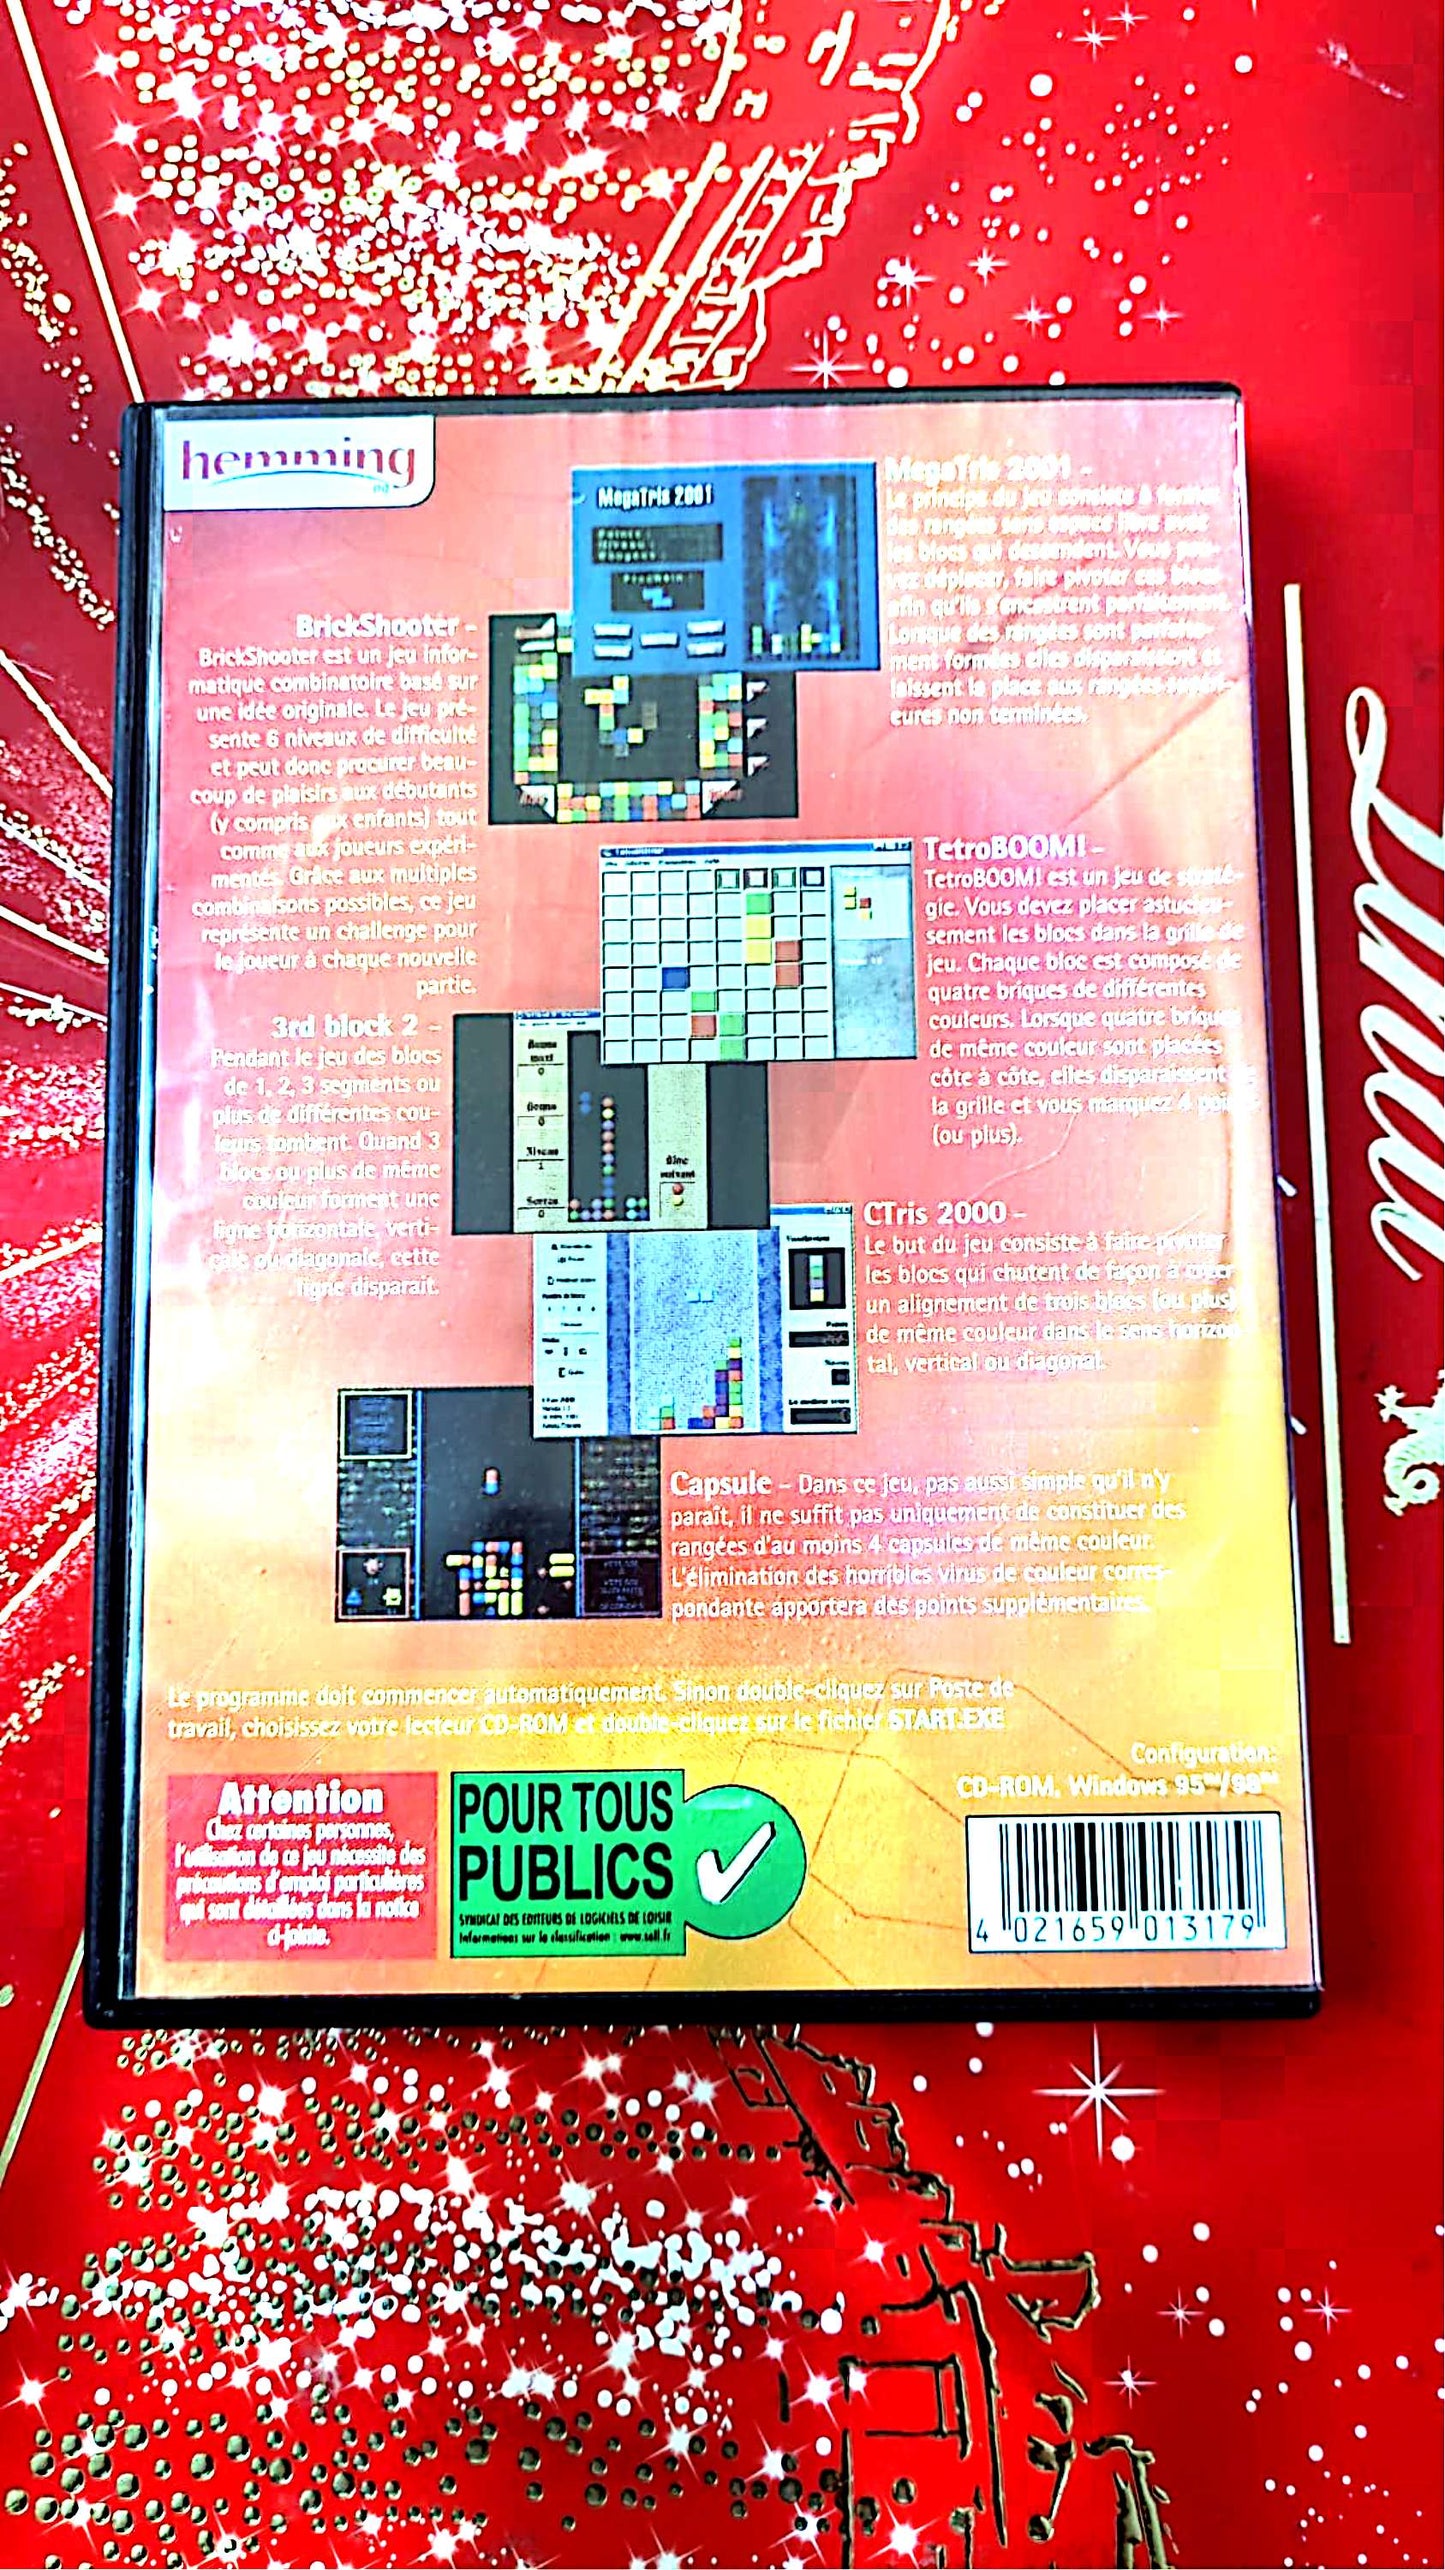 hemming
MegaTris 2001
MegaTris 2001 -
Le principe du jeu consiste à former
des rangées sans espace libre avec
les blocs qui descendent. Vous pou-
vez déplacer, faire pivoter ces blocs
afin qu'ils s'encastrent parfaitement.
Lorsque des rangées sont parfaite-
ment formées elles disparaissent et
laissent la place aux rangées supéri-
eures non terminées.
BrickShooter -
BrickShooter est un jeu infor-
matique combinatoire basé sur
une idée originale. Le jeu pré-
sente 6 niveaux de difficulté
et peut donc procurer beau-
coup de plaisirs aux débutants
(y compris aux enfants) tout
comme aux joueurs expéri-
mentés. Grâce aux multiples
combinaisons possibles, ce jeu
représente un challenge pour
le joueur à chaque nouvelle
partie.
TetroBOOM! -
TetroBOOM! est un jeu de straté-
gie. Vous devez placer astucieu-
sement les blocs dans la grille de
jeu. Chaque bloc est composé de
quatre briques de différentes
couleurs. Lorsque quatre briques
de même couleur sont placées
côte à côte, elles disparaissent
la grille et vous marquez 4 points
(ou plus).
3rd block 2 -
Pendant le jeu des blocs
de 1, 2, 3 segments ou
plus de différentes cou-
leurs tombent. Quand 3
blocs ou plus de même
couleur forment une
ligne horizontale, verti-
cale ou diagonale, cette
ligne disparaît.
CTris 2000 -
Le but du jeu consiste à faire pivoter
les blocs qui chutent de façon à créer
un alignement de trois blocs (ou plus)
de même couleur dans le sens horizon
tal, vertical ou diagonal.
Capsule - Dans ce jeu, pas aussi simple qu'il n'y
paraît, il ne suffit pas uniquement de constituer des
rangées d'au moins 4 capsules de même couleur.
L'élimination des horribles virus de couleur corres-
pondante apportera des points supplémentaires.
Le programme doit commencer automatiquement. Sinon double-cliquez sur Poste de
travail, choisissez votre lecteur CD-ROM et double-cliquez sur le fichier START.EXE
Configuration:
CD-ROM, Windows 95™/98™
Attention
Chez certaines personnes,
l'utilisation de ce jeu nécessite des
précautions d'emploi particulières
qui sont détaillées dans la notice
ci-jointe.
POUR TOUS
PUBLICS
SYNDICAT DES EDITEURS DE LOGICIELS DE LOISIR
Informations sur la classification : www.sell.fr
4 021659 013179